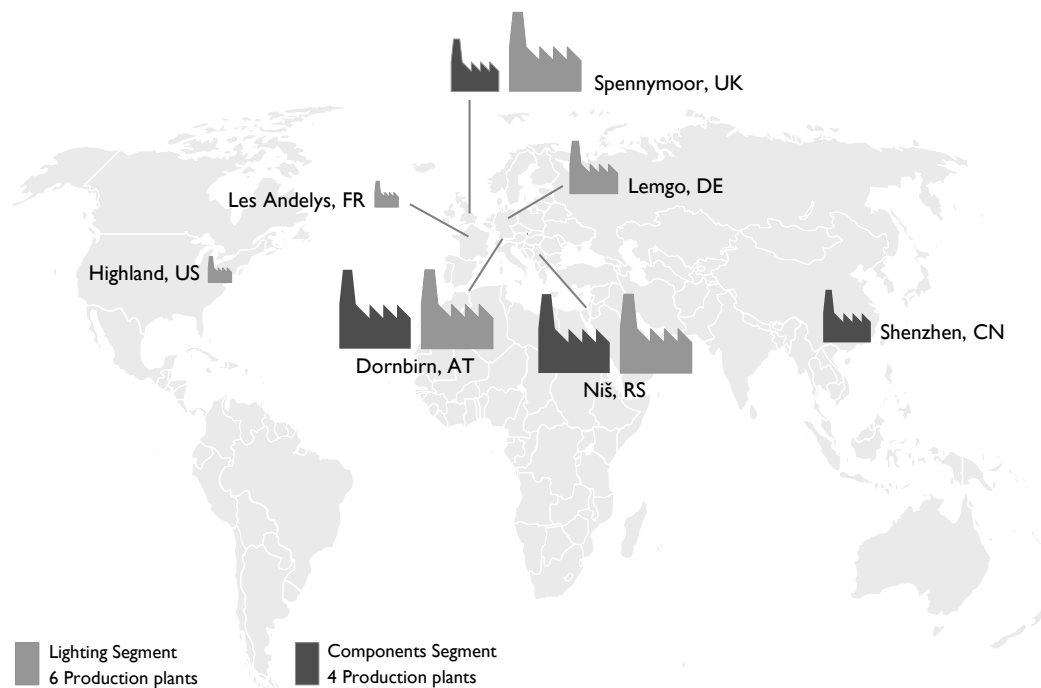 Spennymoor, UK
Lemgo, DE
Les Andelys, FR
Highland, US
Shenzhen, CN
Dornbirn, AT
Niš, RS
Lighting Segment
6 Production plants
Components Segment
4 Production plants